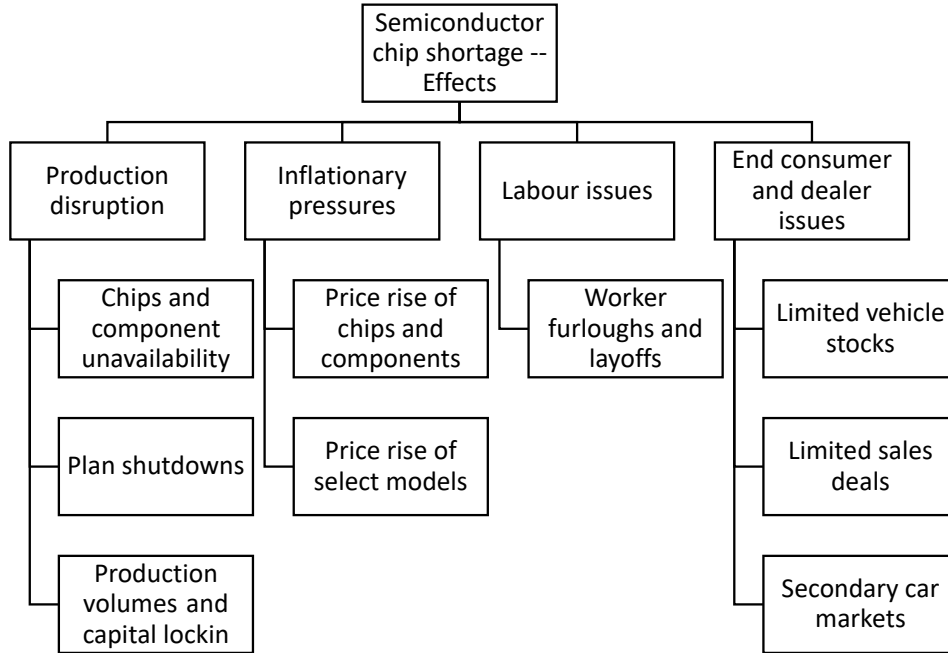 Semiconductor
chip shortage --
Effects
Production
disruption
Inflationary
pressures
Labour issues
End consumer
and dealer
issues
Chips and
component
unavailability
Price rise of
chips and
components
Worker
furloughs and
layoffs
Limited vehicle
stocks
Plan shutdowns
Price rise of
select models
Limited sales
deals
Production
volumes and
capital lockin
Secondary car
markets